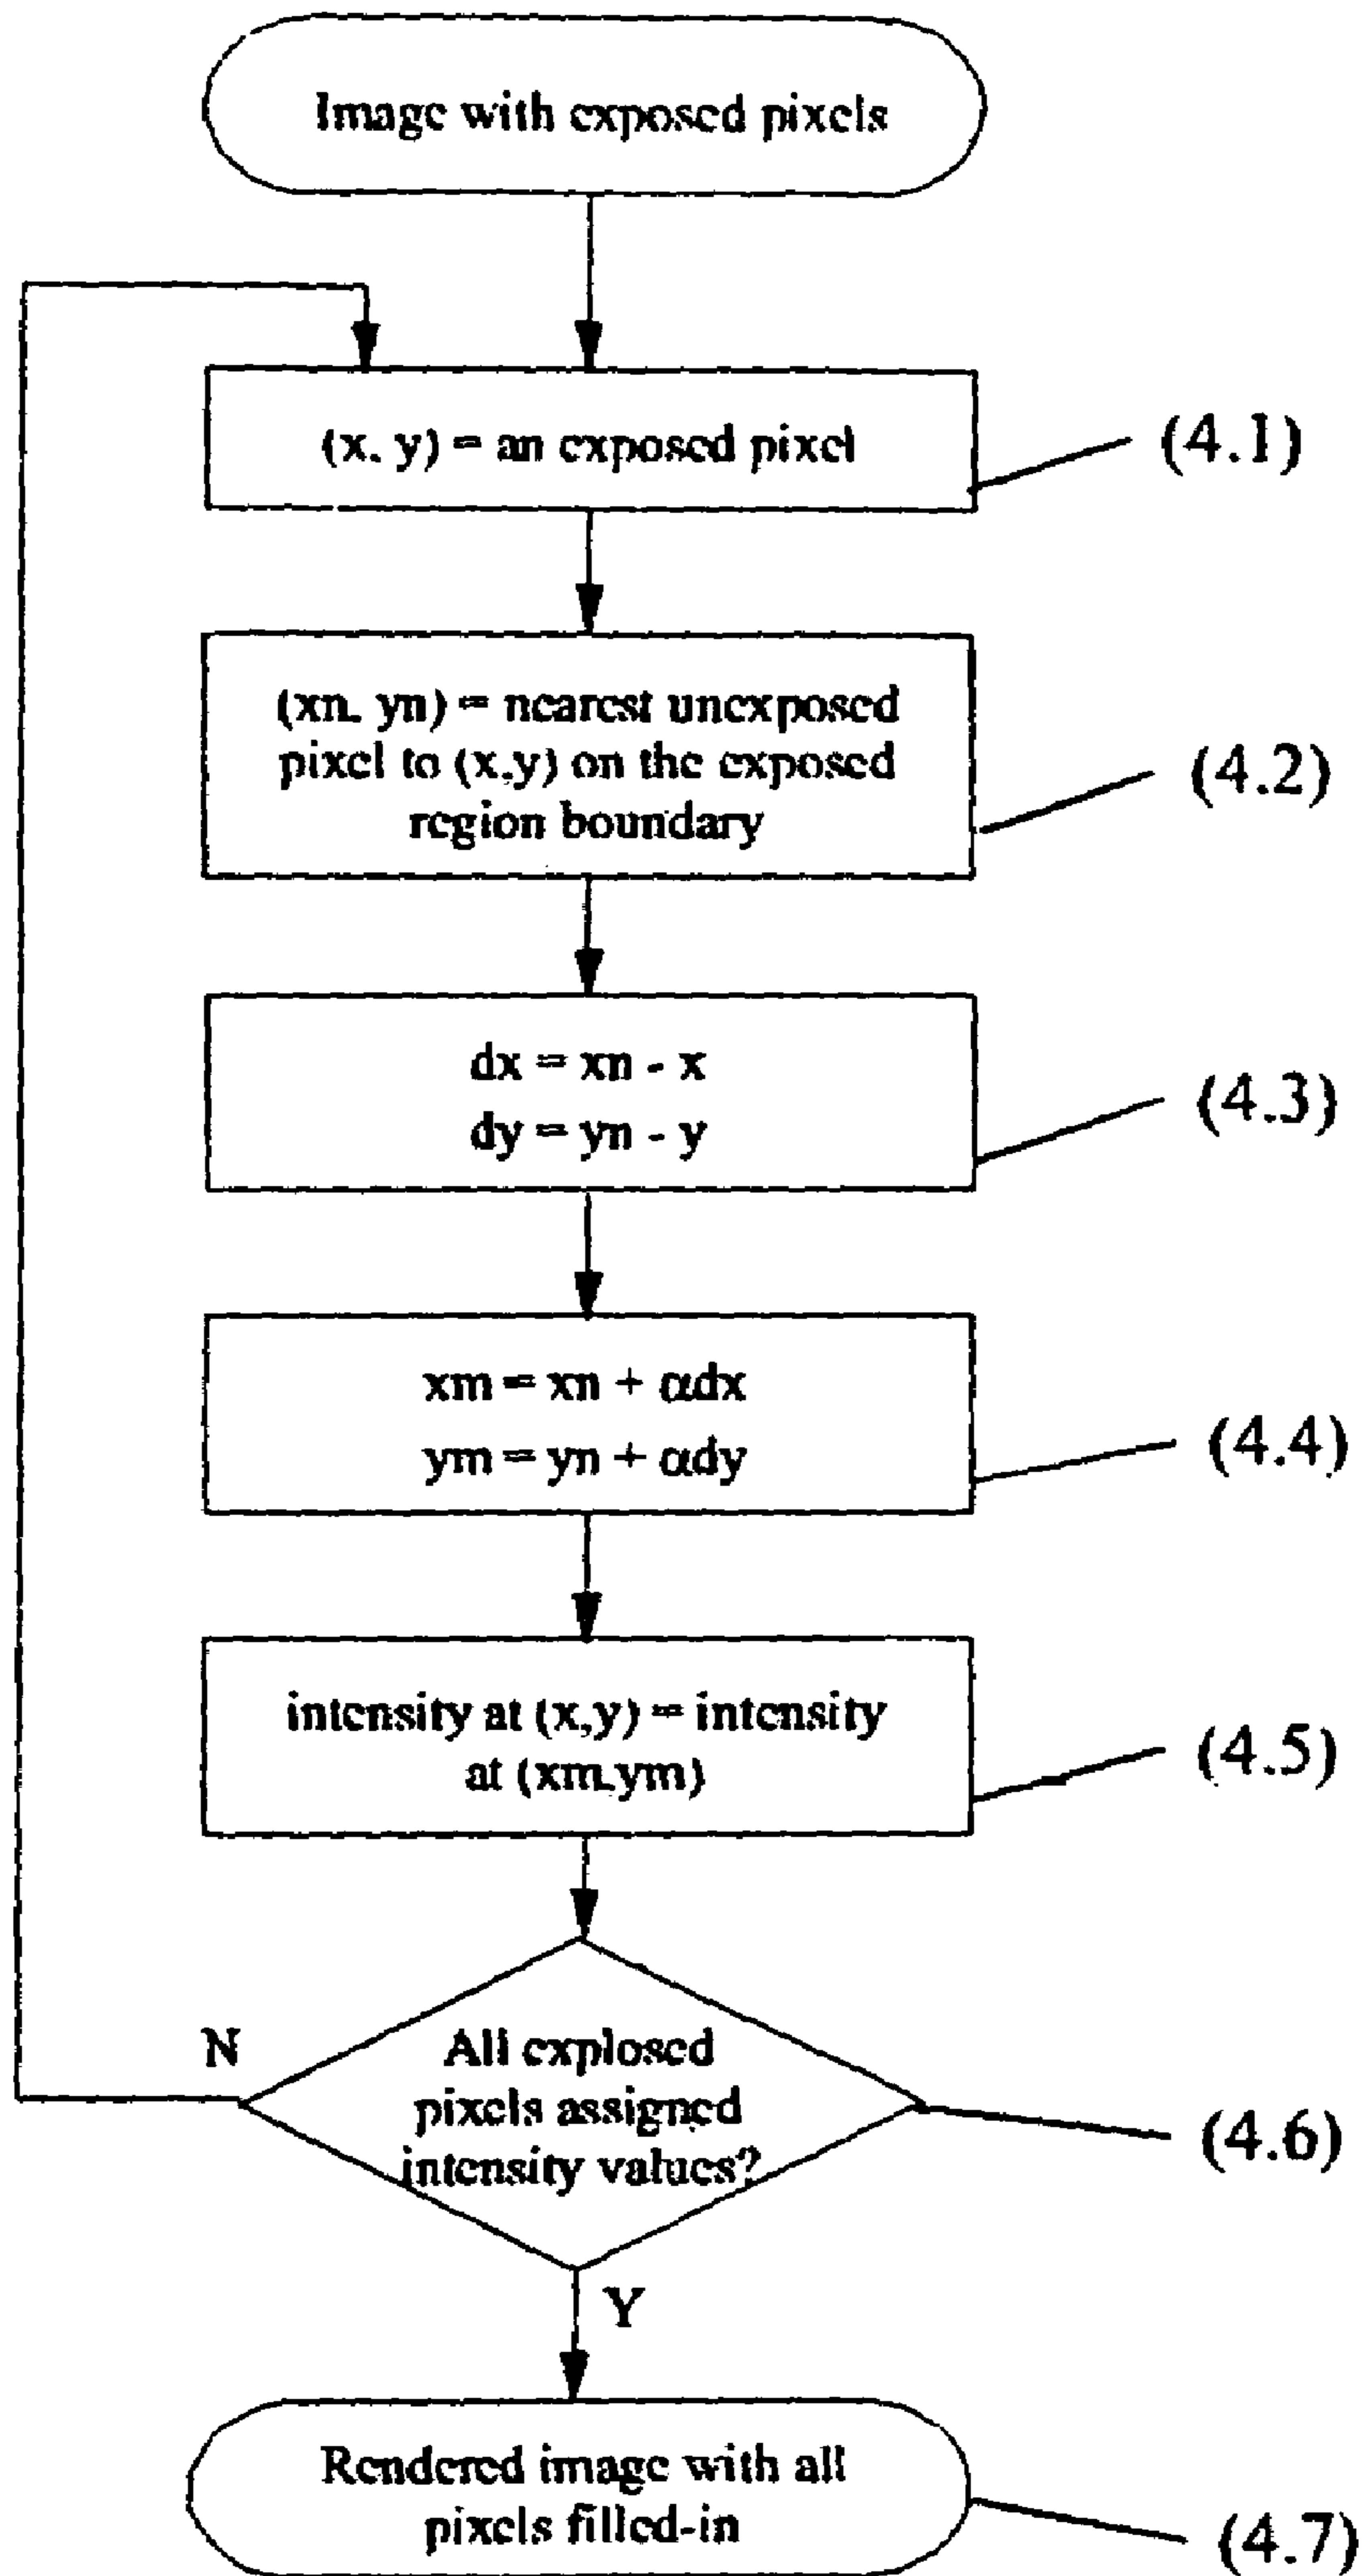 Image with exposed pixels
(x, y) = an exposed pixel
(4.1)
(xn, yn) = nearest unexposed
pixel to (x,y) on the exposed
region boundary
(4.2)
dx = xn - x
dy = yn - y
(4.3)
xm = xn + αdx
ym = yn + αdy
(4.4)
intensity at (x,y) = intensity
at (xm,ym)
(4.5)
N
All explosed
pixels assigned
intensity values?
(4.6)
Y
Rendered image with all
pixels filled-in
(4.7)